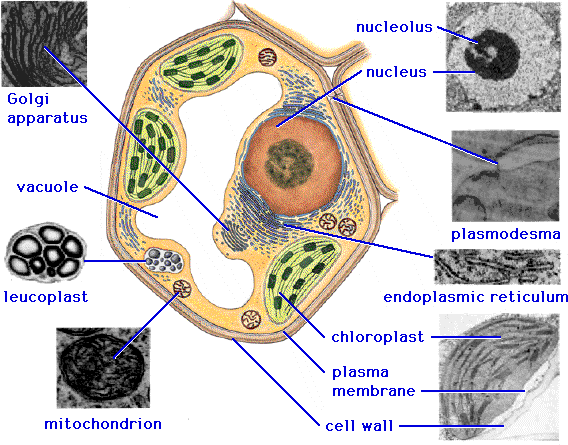 nucleolus
nucleus
Golgi
apparatus
vacuole
plasmodesma
leucoplast
endoplasmic reticulum
chloroplast
plasma
membrane
mitochondrion
cell wall